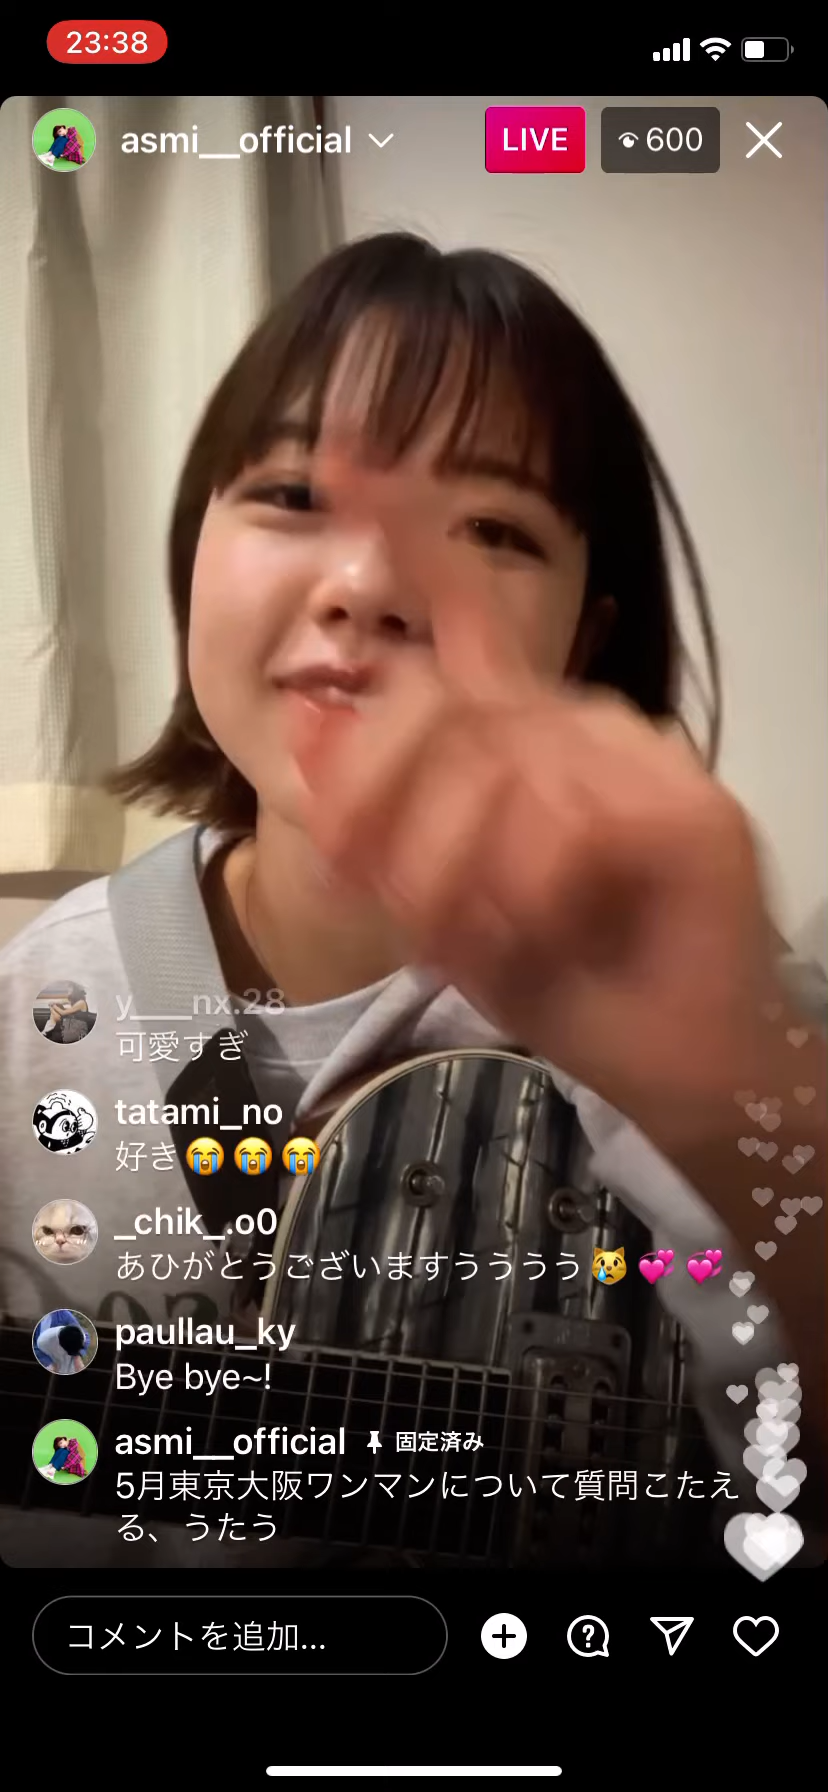 23:38
asmi__official
LIVE
600
y___nx.28
可愛すぎ
tatami_no
好き😭😭😭
_chik_.o0
あひがとうございますうううう😿💞💞
paullau_ky
Bye bye~!
asmi__official 固定済み
5月東京大阪ワンマンについて質問こたえ
る、うたう
コメントを追加...